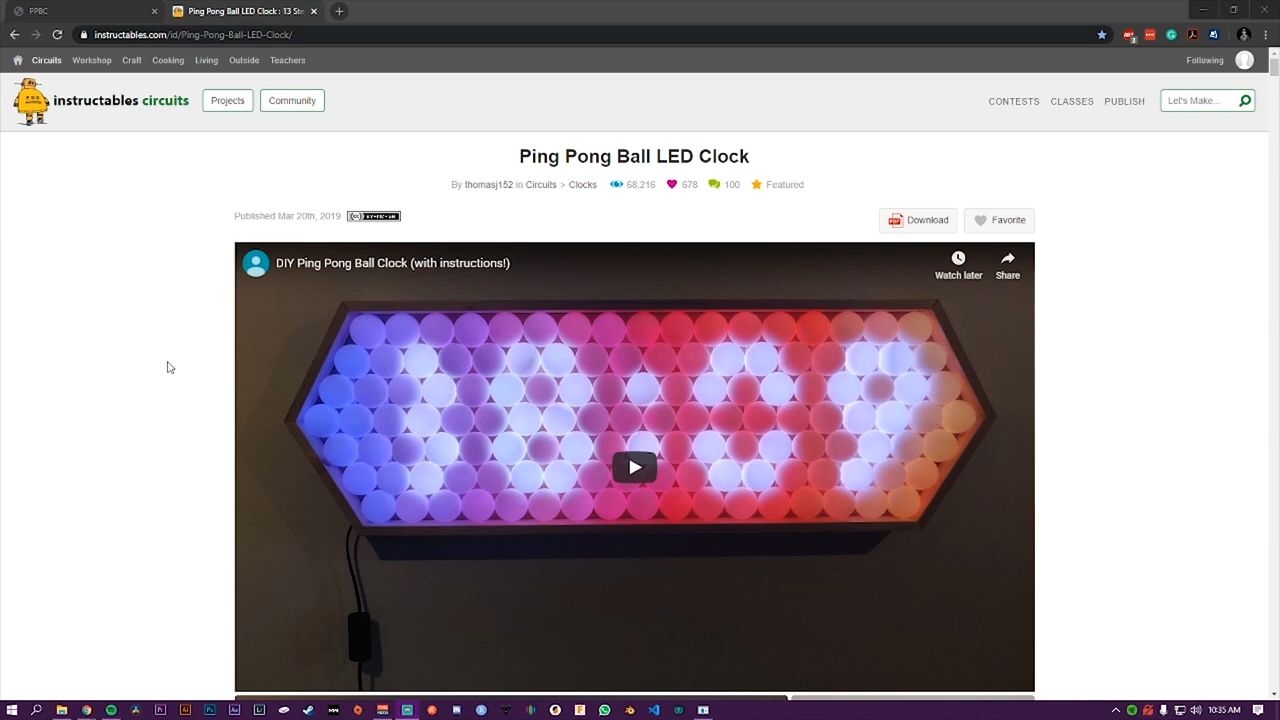 PPBC
Ping Pong Ball LED Clock : 13 Ste
instructables.com/id/Ping-Pong-Ball-LED-Clock/
Circuits Workshop Craft Cooking Living Outside Teachers Following
instructables circuits Projects Community CONTESTS CLASSES PUBLISH Let's Make...
Ping Pong Ball LED Clock
By thomasj152 in Circuits > Clocks 68,216 678 100 Featured
Published Mar 20th, 2019 Download Favorite
DIY Ping Pong Ball Clock (with instructions!)
Watch later Share
10:35 AM